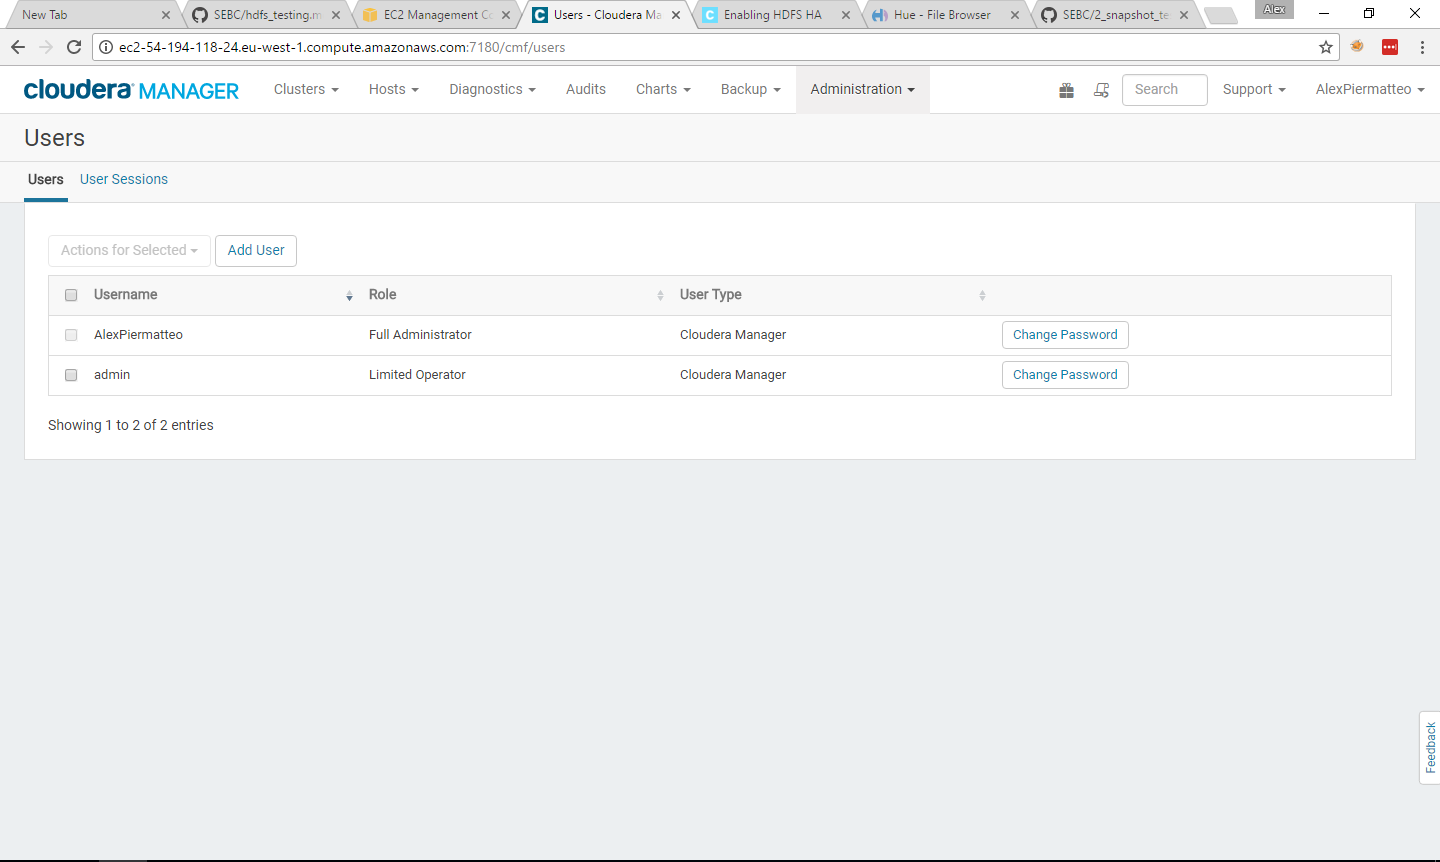 New Tab
SEBC/hdfs_testing.m
EC2 Management Co
Users - Cloudera Ma
Enabling HDFS HA
Hue - File Browser
SEBC/2_snapshot_te
Alex
ec2-54-194-118-24.eu-west-1.compute.amazonaws.com:7180/cmf/users
cloudera MANAGER
Clusters
Hosts
Diagnostics
Audits
Charts
Backup
Administration
Search
Support
AlexPiermatteo
Users
Users
User Sessions
Actions for Selected
Add User
Username
Role
User Type
AlexPiermatteo
Full Administrator
Cloudera Manager
Change Password
admin
Limited Operator
Cloudera Manager
Change Password
Showing 1 to 2 of 2 entries
Feedback